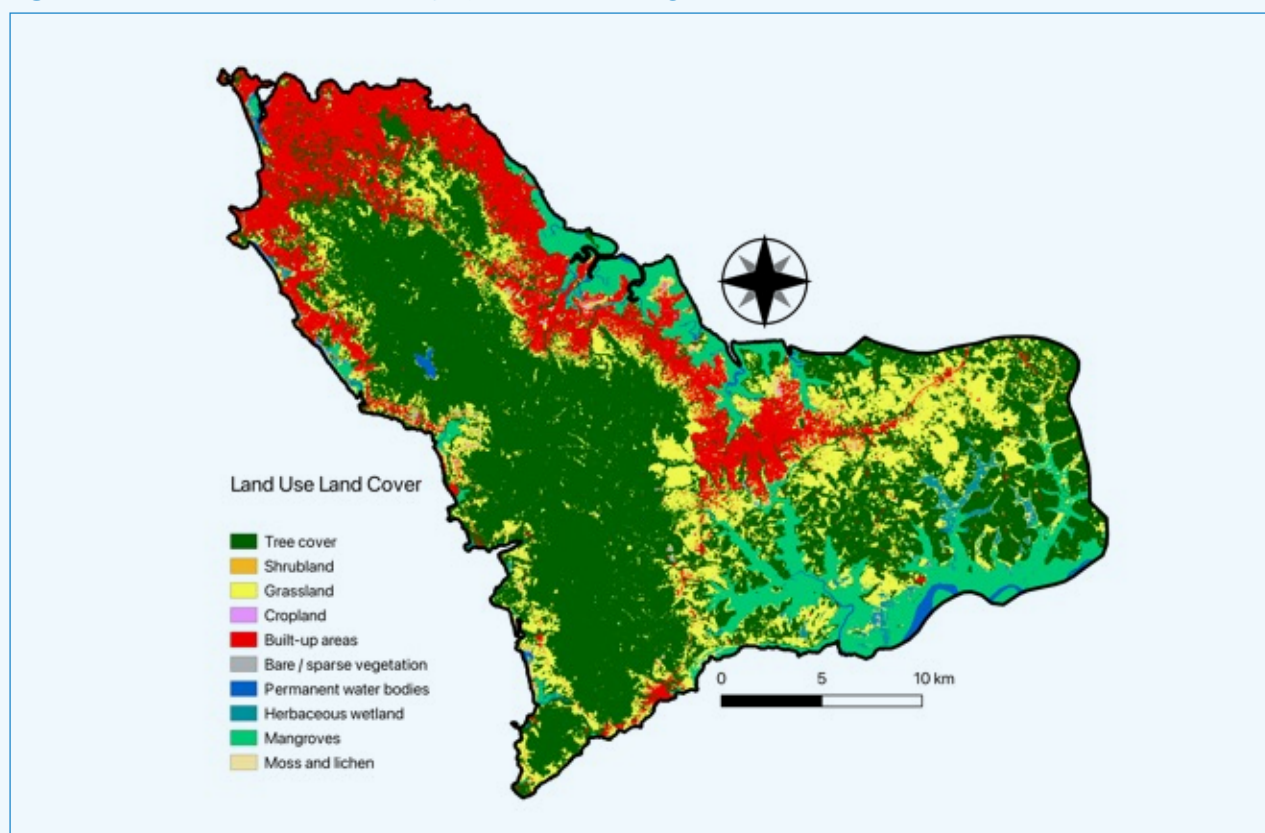 Land Use Land Cover
Tree cover
Shrubland
Grassland
Cropland
Built-up areas
Bare / sparse vegetation
Permanent water bodies
Herbaceous wetland
Mangroves
Moss and lichen
0 5 10 km